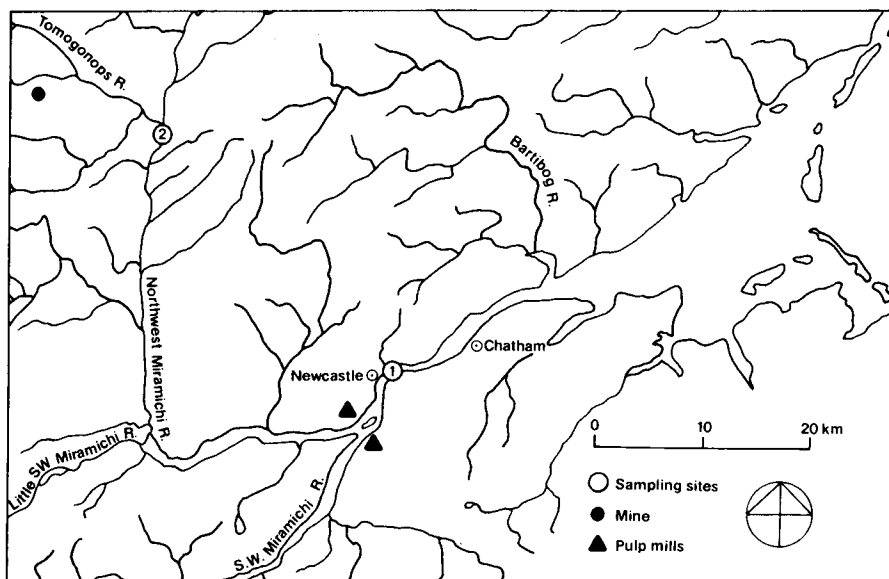 Tomogonops R.
2
Bartibog R.
Northwest Miramichi R.
Newcastle
1
Chatham
Little SW Miramichi R.
S.W. Miramichi R.
0 10 20 km
Sampling sites
Mine
Pulp mills